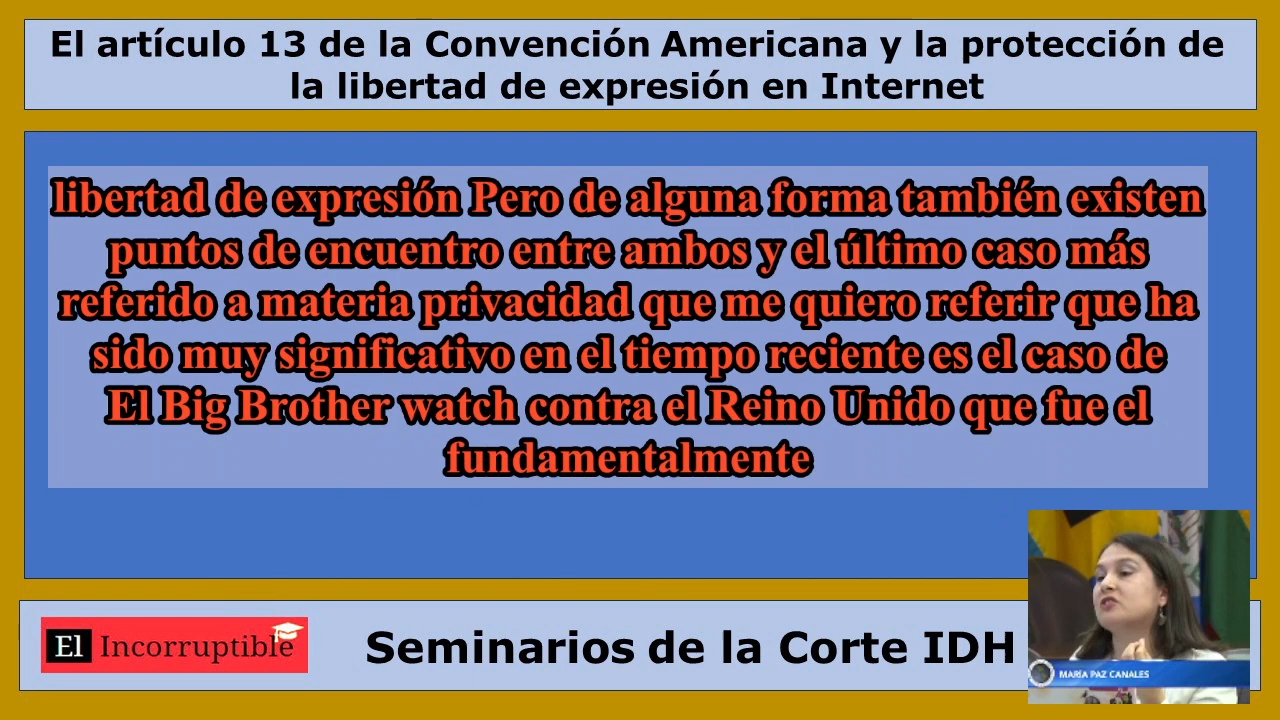 El artículo 13 de la Convención Americana y la protección de
la libertad de expresión en Internet
libertad de expresión Pero de alguna forma también existen
puntos de encuentro entre ambos y el último caso más
referido a materia privacidad que me quiero referir que ha
sido muy significativo en el tiempo reciente es el caso de
El Big Brother watch contra el Reino Unido que fue el
fundamentalmente
El Incorruptible
Seminarios de la Corte IDH
MARÍA PAZ CANALES